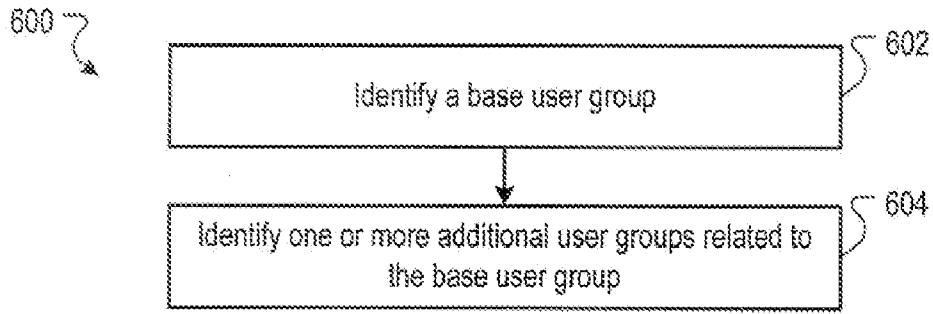 600
602
Identify a base user group
604
Identify one or more additional user groups related to
the base user group